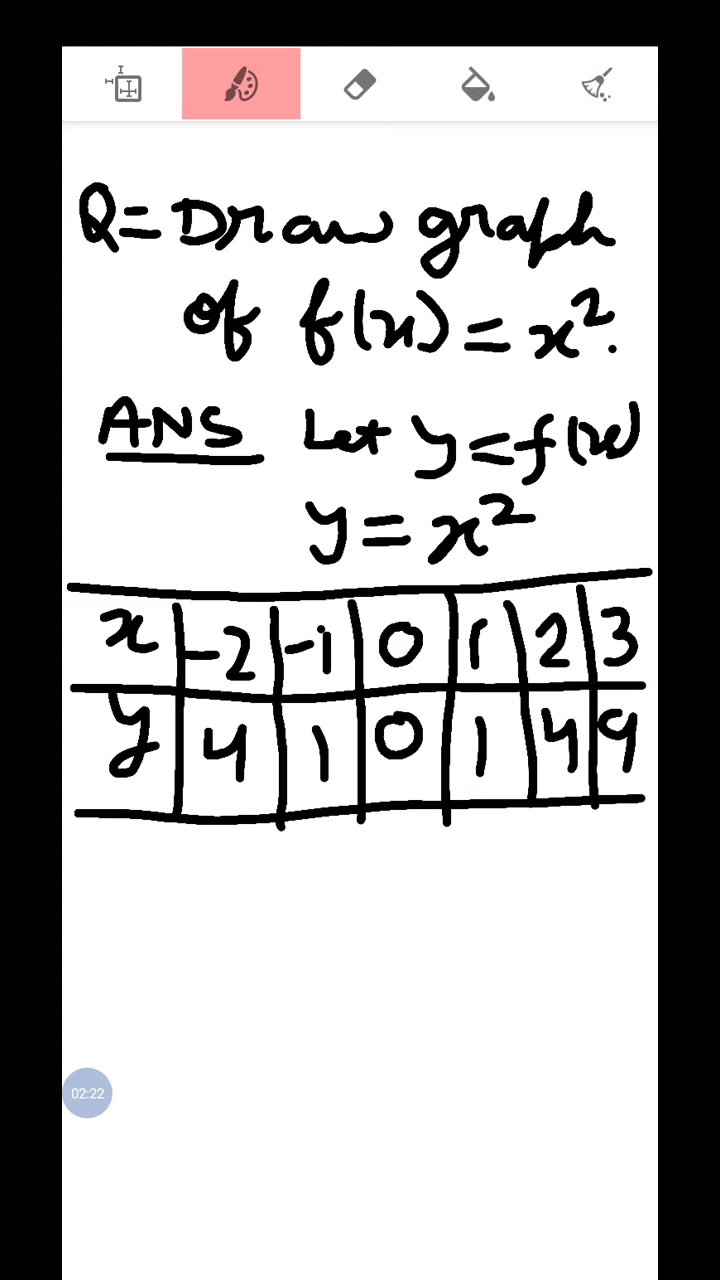 Q= Draw graph
of f(x) = x².
ANS Let y = f(x)
y = x²
x -2 -1 0 1 2 3
y 4 1 0 1 4 9
02:22